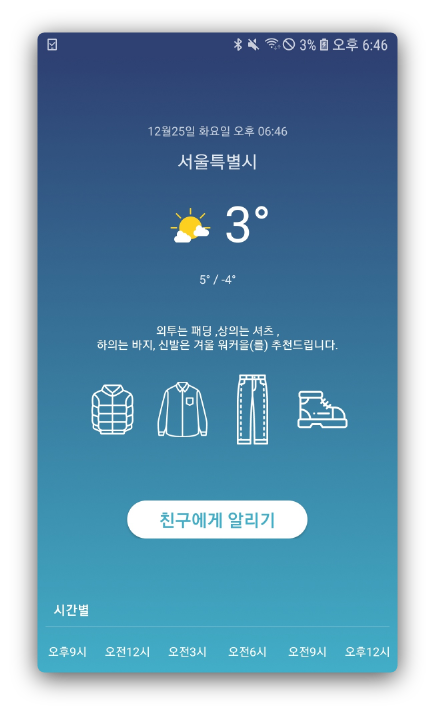 3% 오후 6:46
12월25일 화요일 오후 06:46
서울특별시
3°
5° / -4°
외투는 패딩 ,상의는 셔츠 ,
하의는 바지, 신발은 겨울 워커을(를) 추천드립니다.
친구에게 알리기
시간별
오후9시 오전12시 오전3시 오전6시 오전9시 오후12시